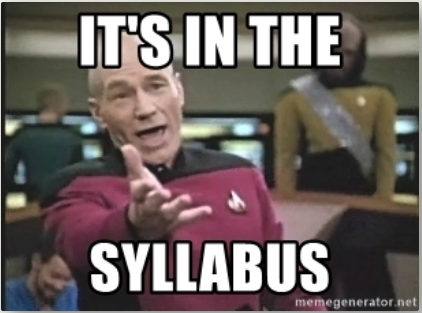 IT'S IN THE
SYLLABUS
memegenerator.net